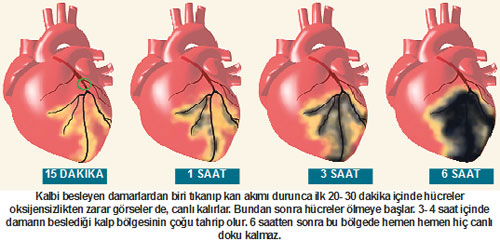 15 DAKİKA
1 SAAT
3 SAAT
6 SAAT
Kalbi besleyen damarlardan biri tıkanıp kan akımı durunca ilk 20- 30 dakika içinde hücreler
oksijensizlikten zarar görseler de, canlı kalırlar. Bundan sonra hücreler ölmeye başlar. 3- 4 saat içinde
damarın beslediği kalp bölgesinin çoğu tahrip olur. 6 saatten sonra bu bölgede hemen hemen hiç canlı
doku kalmaz.